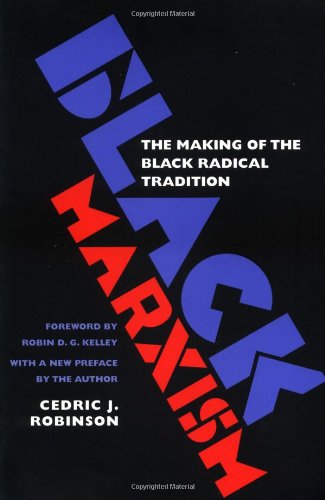 BLACK
MARXISM
THE MAKING OF THE
BLACK RADICAL
TRADITION
FOREWORD BY
ROBIN D. G. KELLEY
WITH A NEW PREFACE
BY THE AUTHOR
CEDRIC J.
ROBINSON
Copyrighted Material
Copyrighted Material